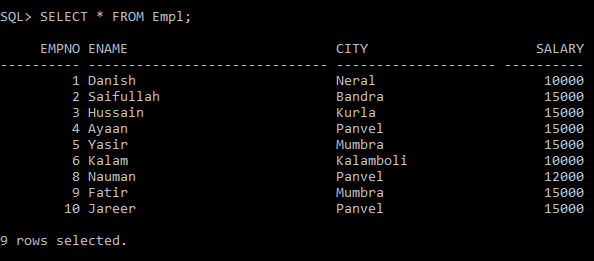 SQL> SELECT * FROM Empl;
     EMPNO ENAME                          CITY                     SALARY
---------- ------------------------------ -------------------- ----------
         1 Danish                         Neral                     10000
         2 Saifullah                      Bandra                    15000
         3 Hussain                        Kurla                     15000
         4 Ayaan                          Panvel                    15000
         5 Yasir                          Mumbra                    15000
         6 Kalam                          Kalamboli                 10000
         8 Nauman                         Panvel                    12000
         9 Fatir                          Mumbra                    15000
        10 Jareer                         Panvel                    15000
9 rows selected.